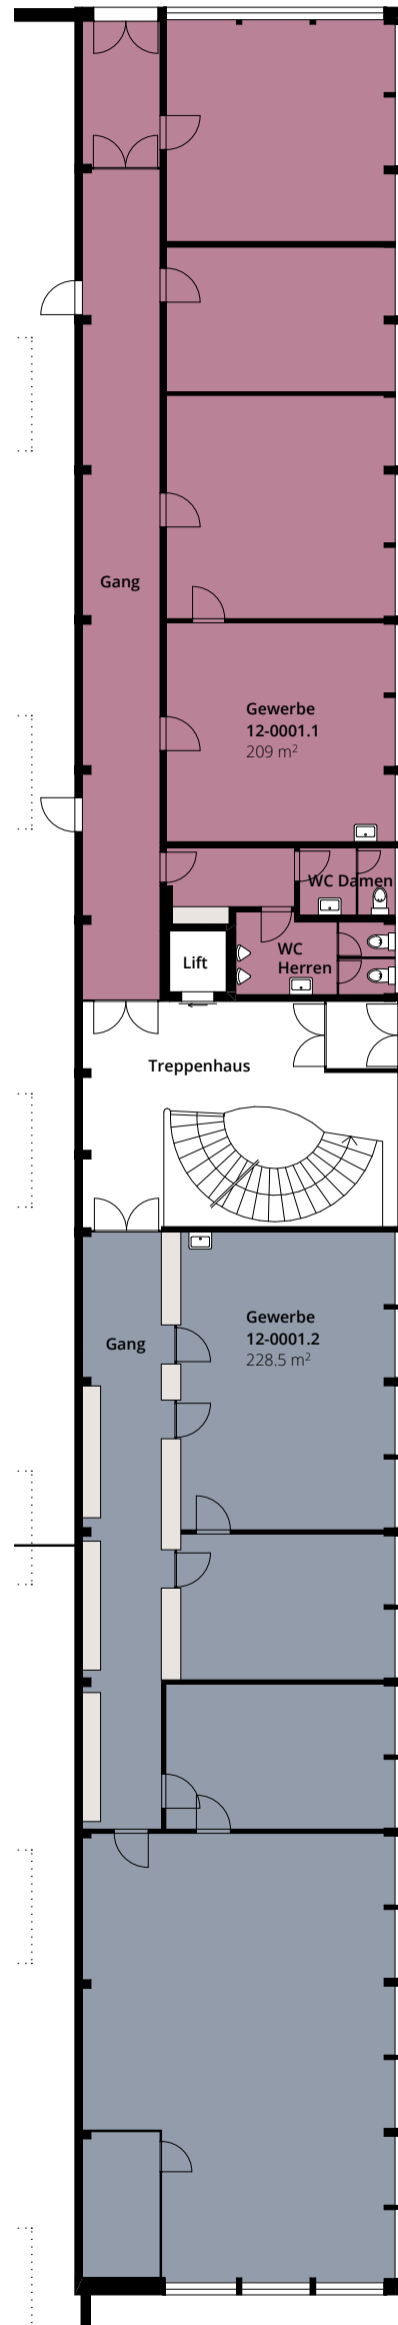 Gang
Gewerbe
12-0001.1
209 m²
WC Damen
WC
Herren
Lift
Treppenhaus
Gewerbe
12-0001.2
228.5 m²
Gang